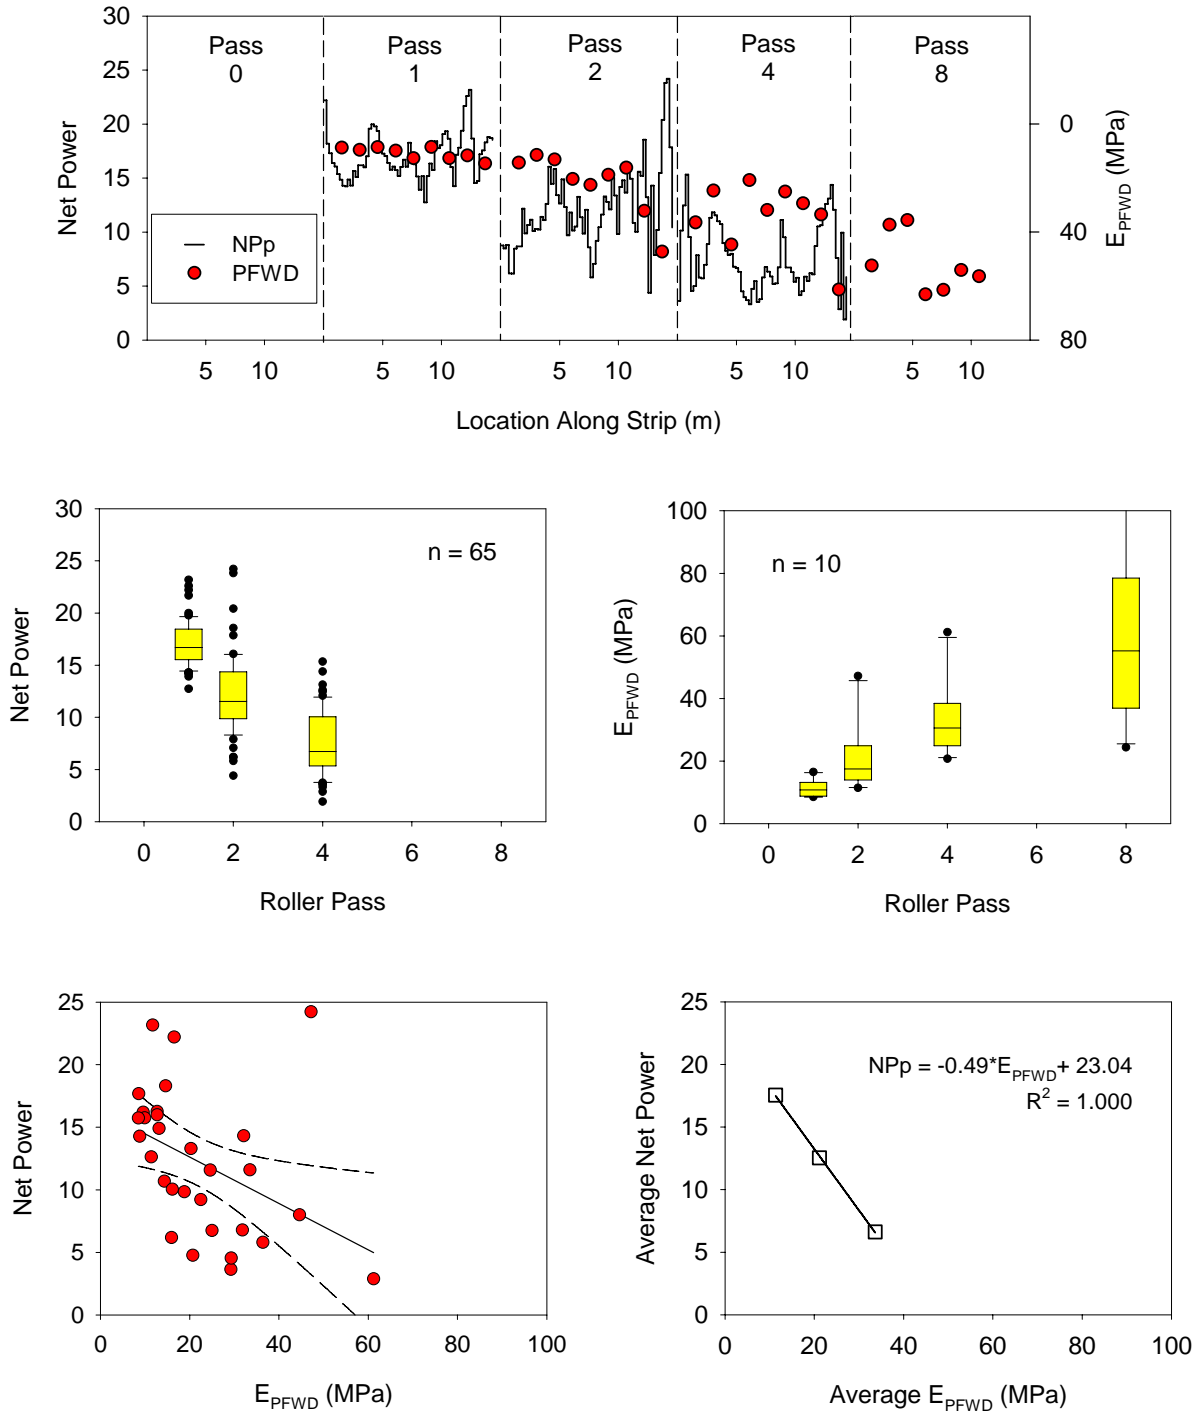 30
25
20
15
10
5
0
Net Power
Pass
0
Pass
1
Pass
2
Pass
4
Pass
8
NPp
PFWD
0
40
80
E_PFWD (MPa)
5 10 5 10 5 10 5 10 5 10
Location Along Strip (m)
30
25
20
15
10
5
0
Net Power
n = 65
0 2 4 6 8
Roller Pass
100
80
60
40
20
0
E_PFWD (MPa)
n = 10
0 2 4 6 8
Roller Pass
25
20
15
10
5
0
Net Power
0 20 40 60 80 100
E_PFWD (MPa)
25
20
15
10
5
0
Average Net Power
NPp = -0.49*E_PFWD+ 23.04
R² = 1.000
0 20 40 60 80 100
Average E_PFWD (MPa)